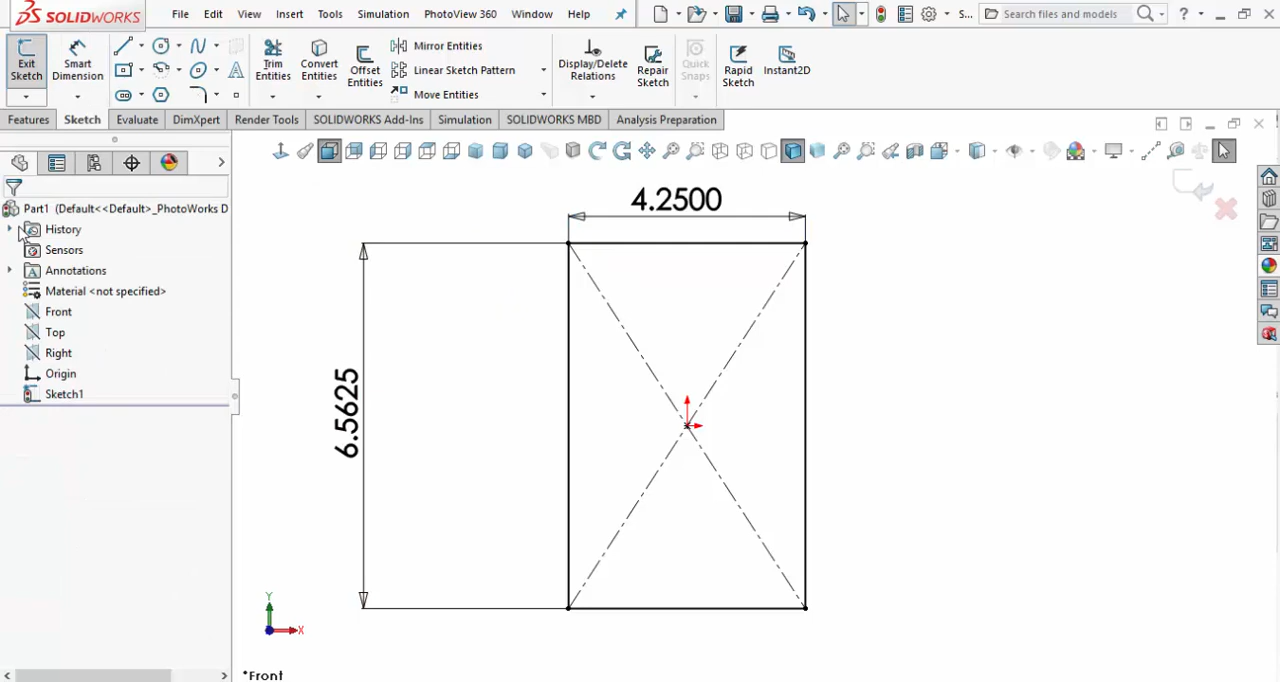 SOLIDWORKS File Edit View Insert Tools Simulation PhotoView 360 Window Help S... Search files and models ?
Exit Sketch
Smart Dimension
Trim Entities
Convert Entities
Offset Entities
Mirror Entities
Linear Sketch Pattern
Move Entities
Display/Delete Relations
Repair Sketch
Quick Snaps
Rapid Sketch
Instant2D
Features Sketch Evaluate DimXpert Render Tools SOLIDWORKS Add-Ins Simulation SOLIDWORKS MBD Analysis Preparation
Part1 (Default<<Default>_PhotoWorks D
History
Sensors
Annotations
Material <not specified>
Front
Top
Right
Origin
Sketch1
4.2500
6.5625
Y
X
*Front